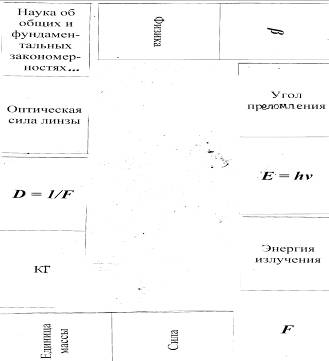 Наука об
общих и
фундамен-
тальных
закономер-
ностях...
Физика
β
Оптическая
сила линзы
Угол
преломления
D = 1/F
E = hν
КТ
Энергия
излучения
Единица
массы
Сила
F